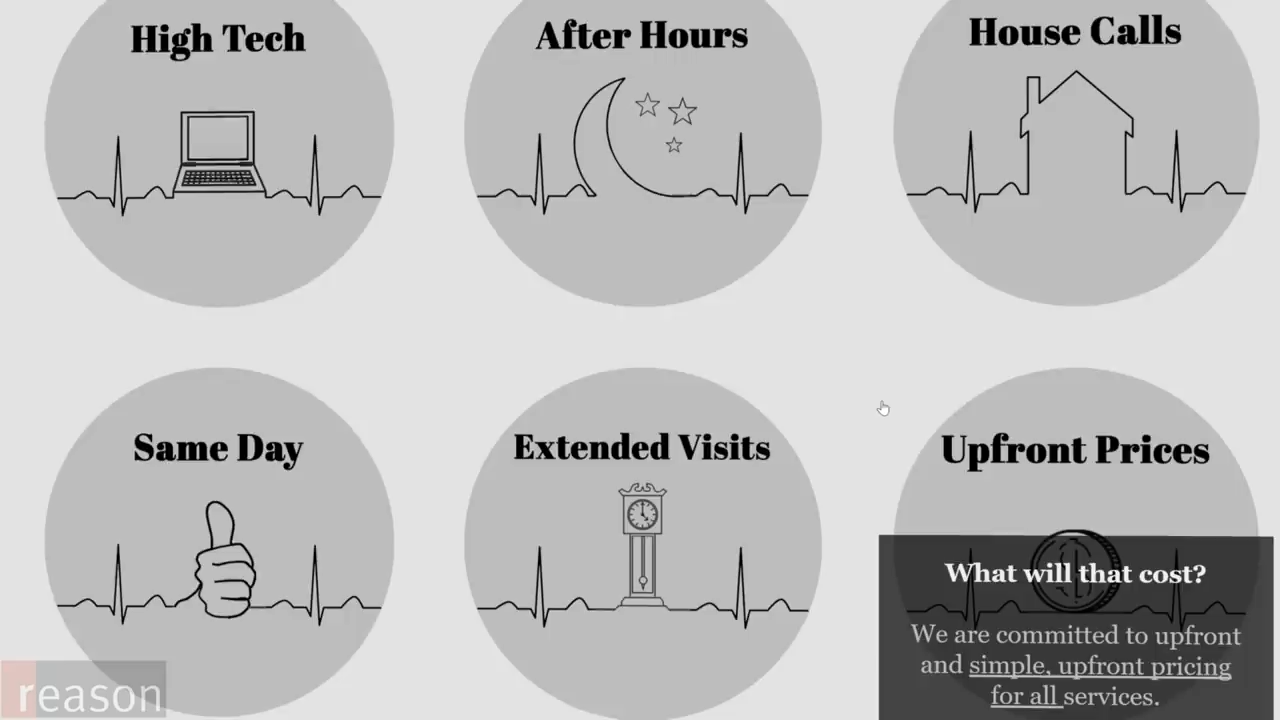 High Tech
After Hours
House Calls
Same Day
Extended Visits
Upfront Prices
What will that cost?
We are committed to upfront
and simple, upfront pricing
for all services.
reason